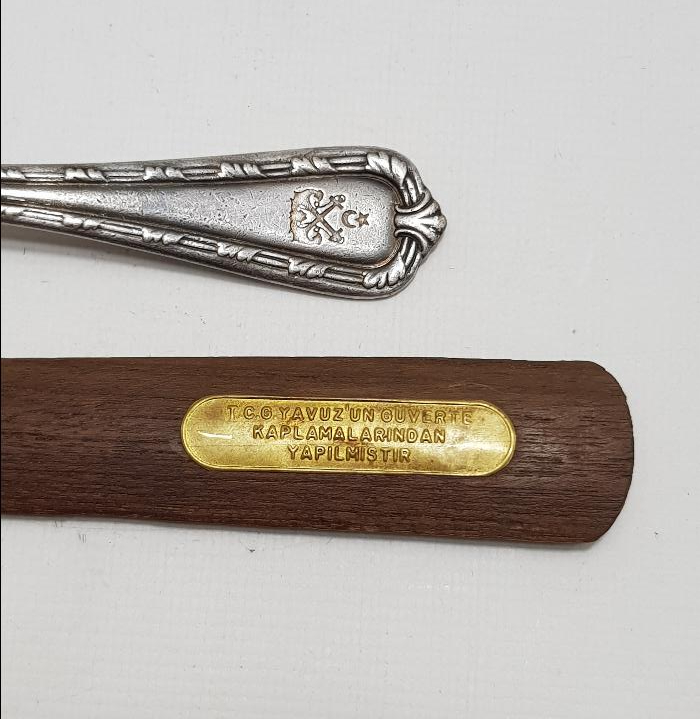 T.C.G YAVUZ'UN GÜVERTE
KAPLAMALARINDAN
YAPILMIŞTIR